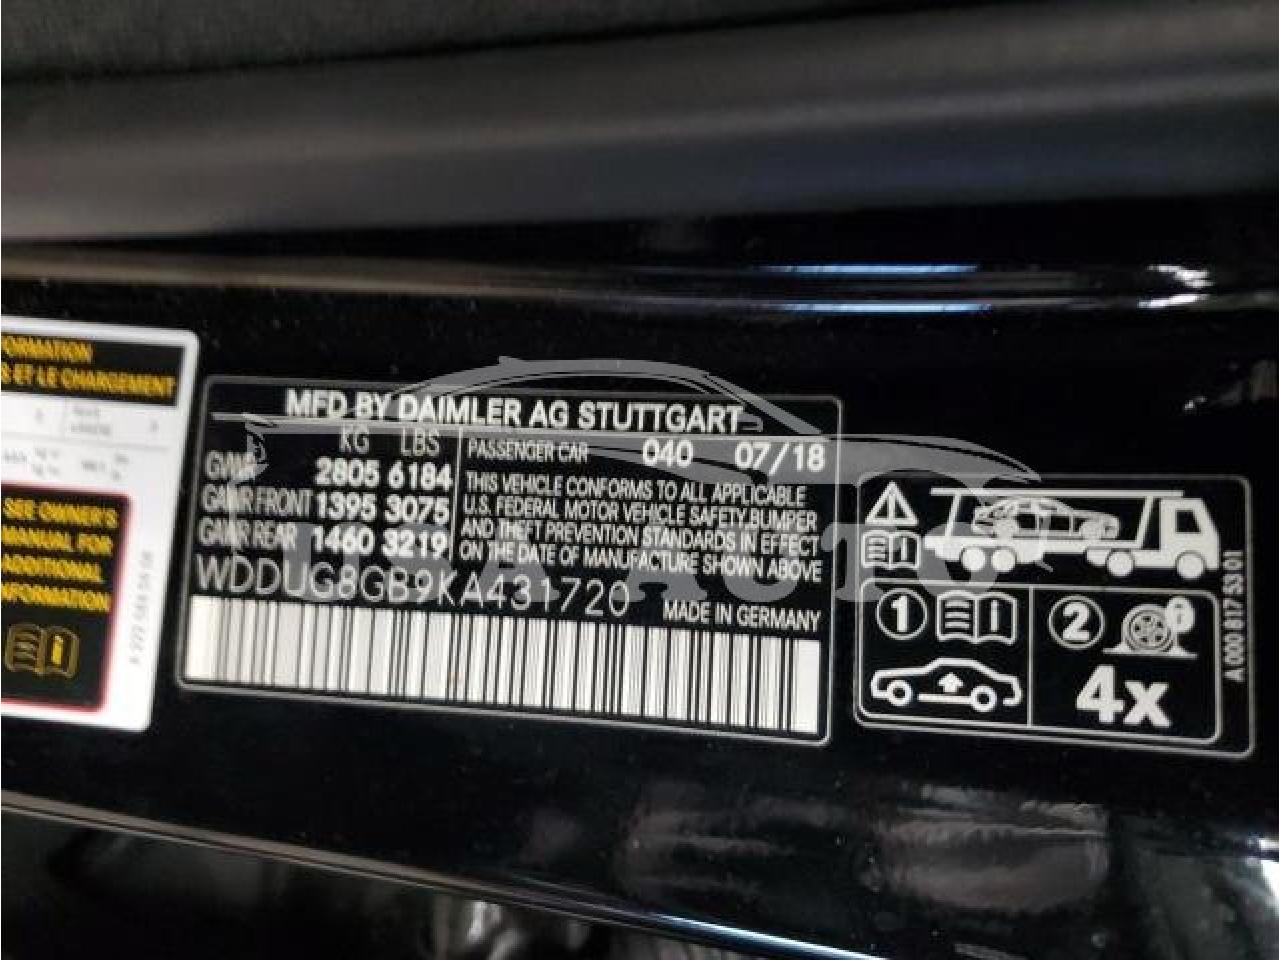 FORMATION
S ET LE CHARGEMENT
SEE OWNER'S
MANUAL FOR
ADDITIONAL
INFORMATION
MFD BY DAIMLER AG STUTTGART
KG LBS
GVWR 2805 6184
GAWR FRONT 1395 3075
GAWR REAR 1460 3219
PASSENGER CAR 040 07/18
THIS VEHICLE CONFORMS TO ALL APPLICABLE
U.S. FEDERAL MOTOR VEHICLE SAFETY, BUMPER
AND THEFT PREVENTION STANDARDS IN EFFECT
ON THE DATE OF MANUFACTURE SHOWN ABOVE
WDDUG8GB9KA431720
MADE IN GERMANY
1
2
4x
A 000 817 53 01